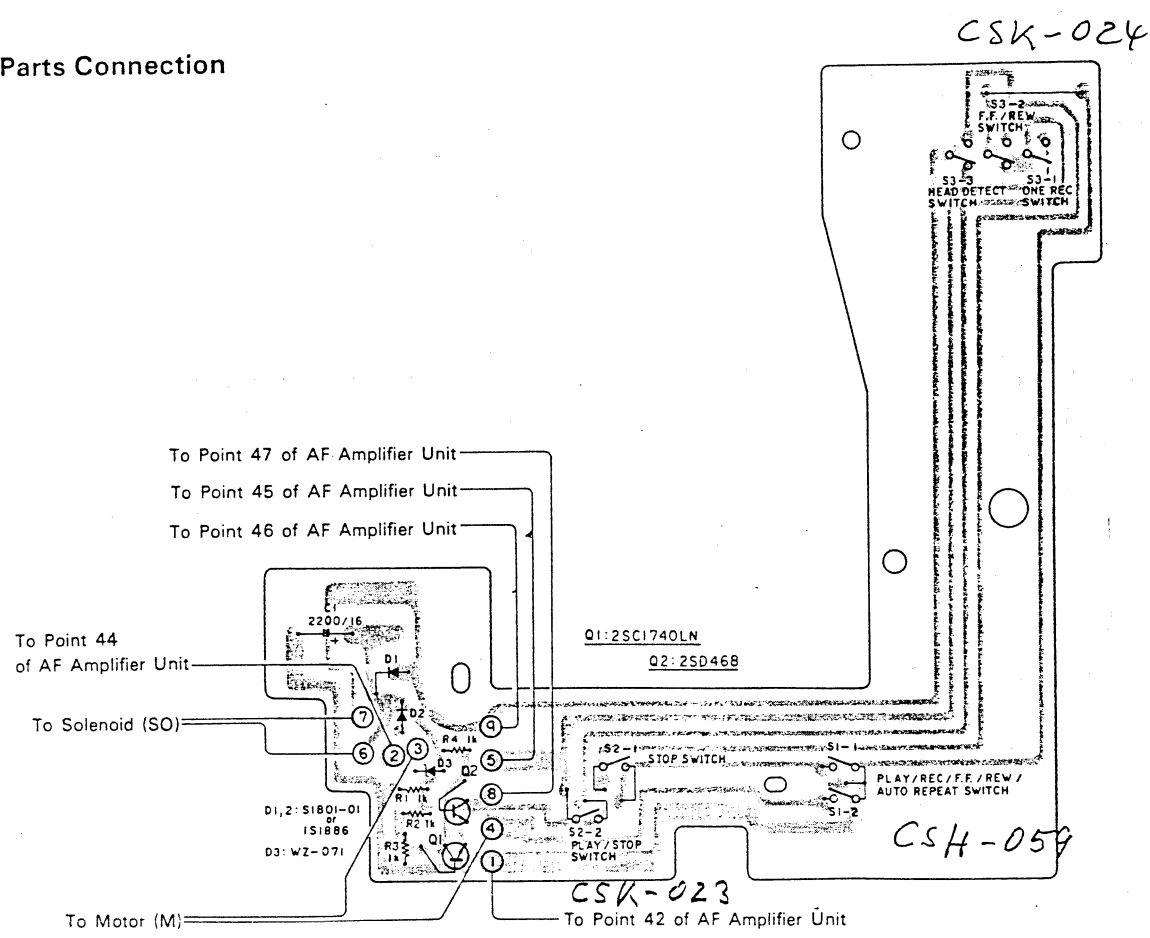 CSK-024
Parts Connection
S3-2
F.F./REW
SWITCH
S3-3
HEAD DETECT
SWITCH
S3-1
ONE REC
SWITCH
To Point 47 of AF Amplifier Unit
To Point 45 of AF Amplifier Unit
To Point 46 of AF Amplifier Unit
C1
2200/16
+
Q1:2SC1740LN
Q2:2SD468
To Point 44
of AF Amplifier Unit
D1
To Solenoid (SO)
7
D2
9
6
2
3
R4 1k
5
D3
Q2
S2-1
STOP SWITCH
S1-1
PLAY/REC/F.F./REW/
AUTO REPEAT SWITCH
S1-2
R1 1k
8
D1,2:S1801-01
or
1S1886
R2 1k
4
S2-2
PLAY/STOP
SWITCH
D3:WZ-071
R3
1k
Q1
1
CSH-059
CSK-023
To Motor (M)
To Point 42 of AF Amplifier Unit